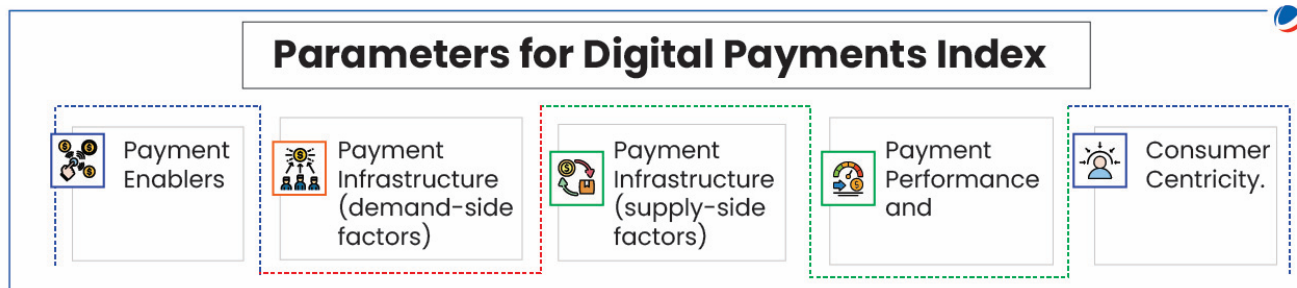 Parameters for Digital Payments Index
Payment
Enablers
Payment
Infrastructure
(demand-side
factors)
Payment
Infrastructure
(supply-side
factors)
Payment
Performance
and
Consumer
Centricity.